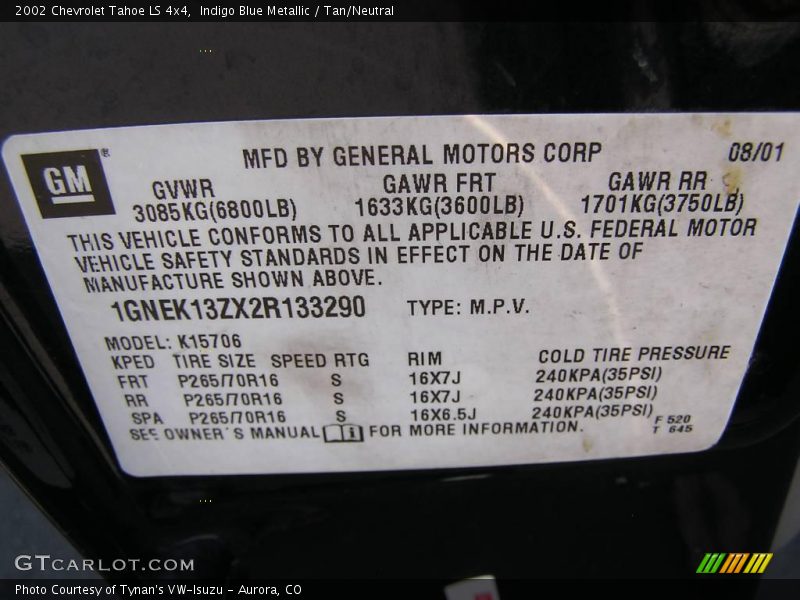 2002 Chevrolet Tahoe LS 4x4, Indigo Blue Metallic / Tan/Neutral
GM®
MFD BY GENERAL MOTORS CORP 08/01
GVWR GAWR FRT GAWR RR
3085KG(6800LB) 1633KG(3600LB) 1701KG(3750LB)
THIS VEHICLE CONFORMS TO ALL APPLICABLE U.S. FEDERAL MOTOR
VEHICLE SAFETY STANDARDS IN EFFECT ON THE DATE OF
MANUFACTURE SHOWN ABOVE.
1GNEK13ZX2R133290 TYPE: M.P.V.
MODEL: K15706
KPED TIRE SIZE SPEED RTG RIM COLD TIRE PRESSURE
FRT P265/70R16 S 16X7J 240KPA(35PSI)
RR P265/70R16 S 16X7J 240KPA(35PSI)
SPA P265/70R16 S 16X6.5J 240KPA(35PSI)
SEE OWNER'S MANUAL FOR MORE INFORMATION.
F 520
T 645
GTCARLOT.COM
Photo Courtesy of Tynan's VW-Isuzu - Aurora, CO